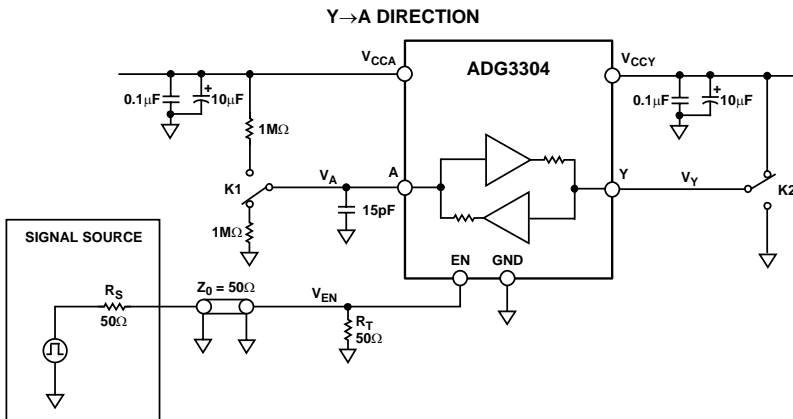 Y→A DIRECTION
V_CCA
ADG3304
V_CCY
0.1µF
+
10µF
1MΩ
K1
V_A
A
15pF
1MΩ
Y
V_Y
0.1µF
+
10µF
K2
EN
GND
SIGNAL SOURCE
R_S
50Ω
Z_0 = 50Ω
V_EN
R_T
50Ω